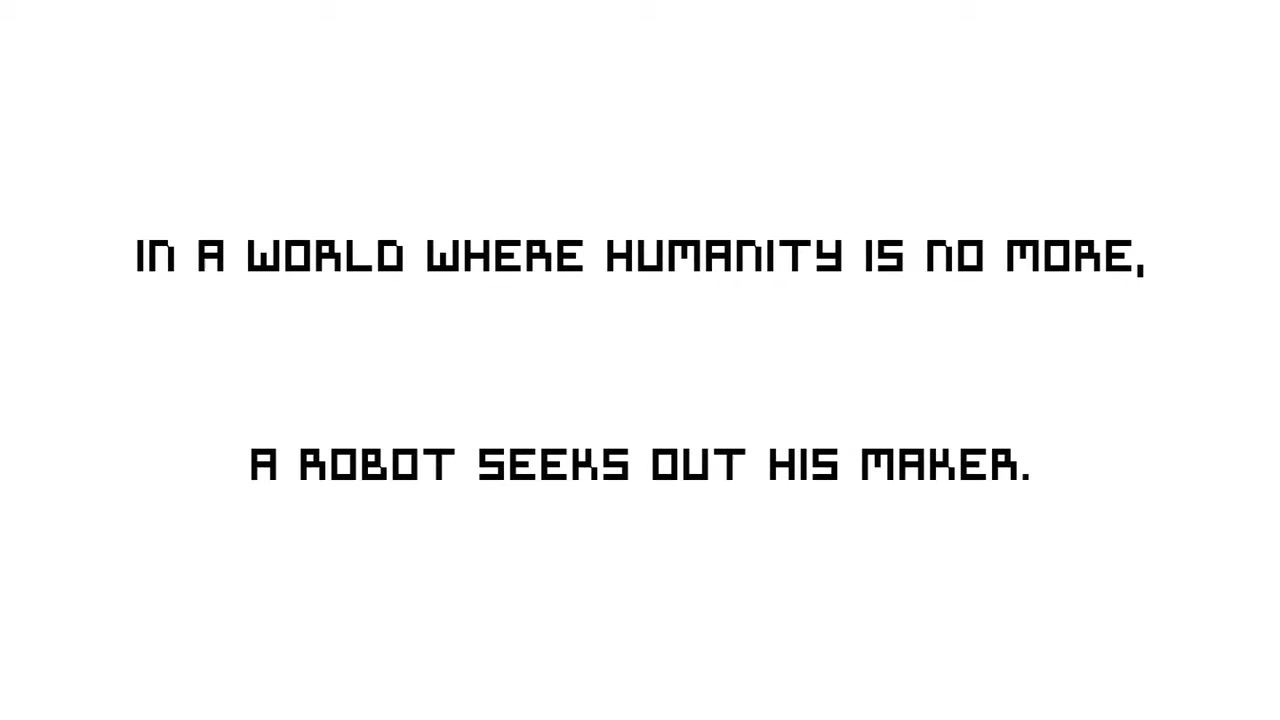 IN A WORLD WHERE HUMANITY IS NO MORE,
A ROBOT SEEKS OUT HIS MAKER.